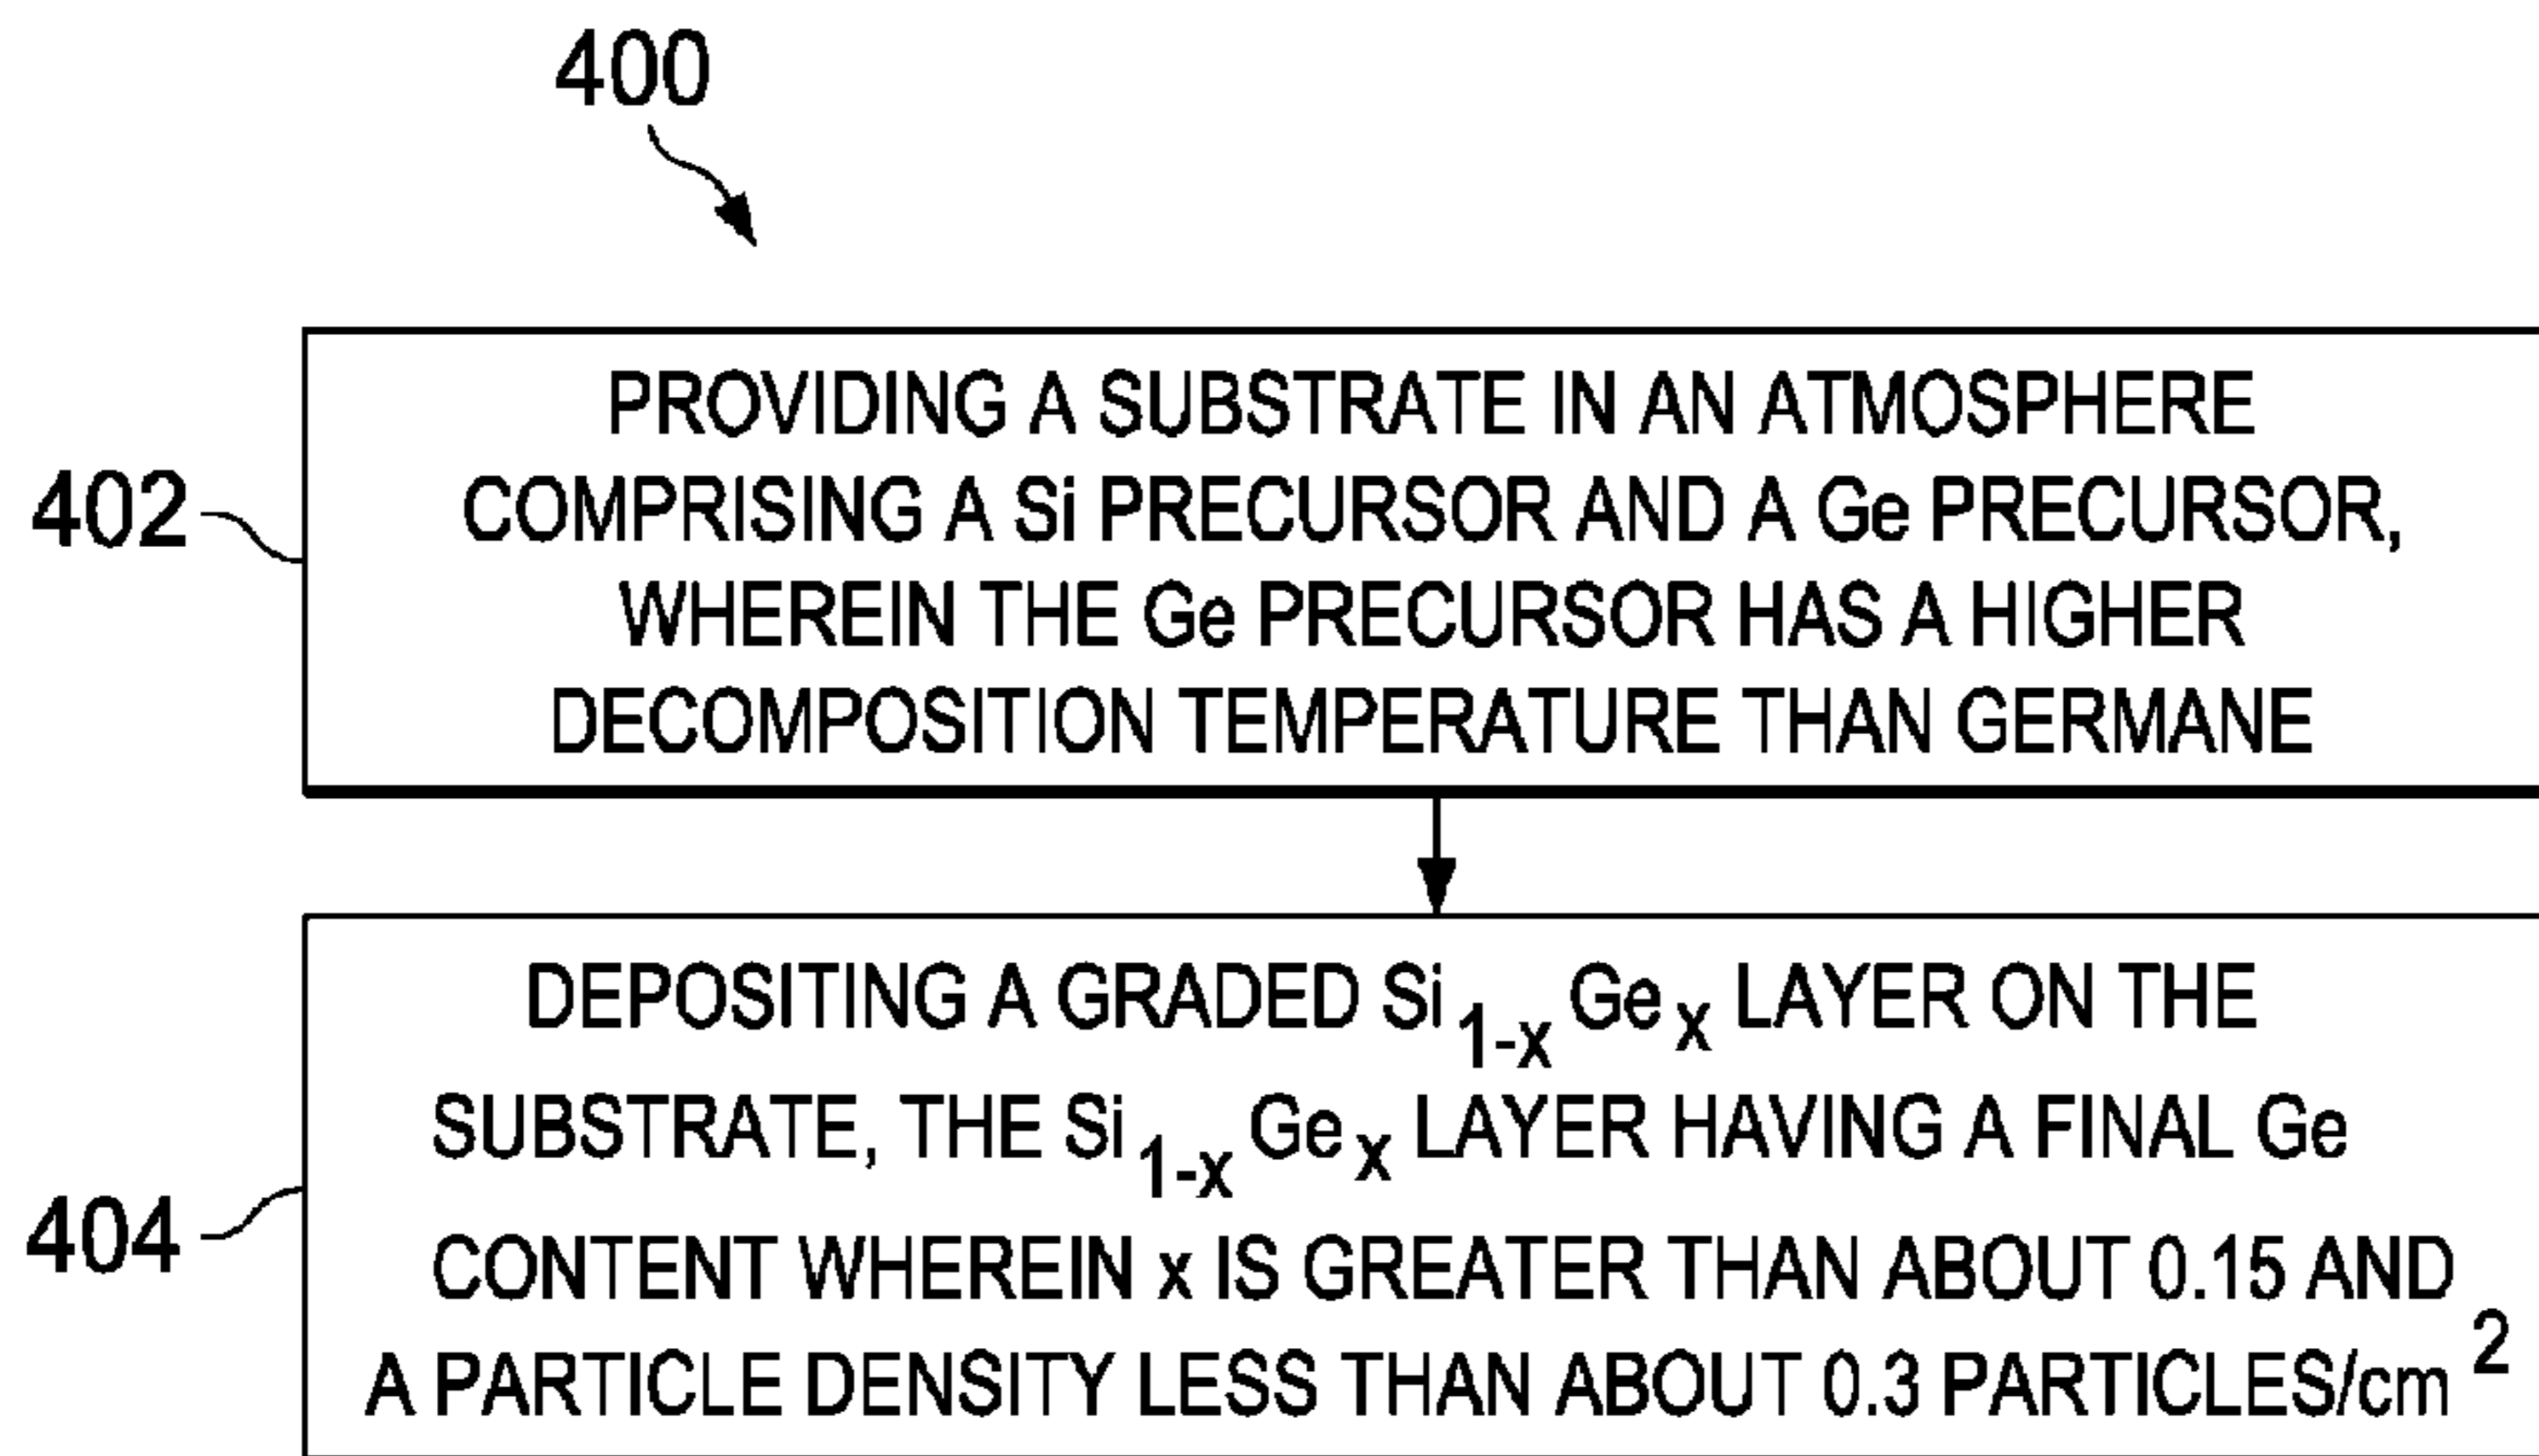 400
402
PROVIDING A SUBSTRATE IN AN ATMOSPHERE
COMPRISING A Si PRECURSOR AND A Ge PRECURSOR,
WHEREIN THE Ge PRECURSOR HAS A HIGHER
DECOMPOSITION TEMPERATURE THAN GERMANE
404
DEPOSITING A GRADED Si₁₋ₓGeₓ LAYER ON THE
SUBSTRATE, THE Si₁₋ₓGeₓ LAYER HAVING A FINAL Ge
CONTENT WHEREIN x IS GREATER THAN ABOUT 0.15 AND
A PARTICLE DENSITY LESS THAN ABOUT 0.3 PARTICLES/cm²